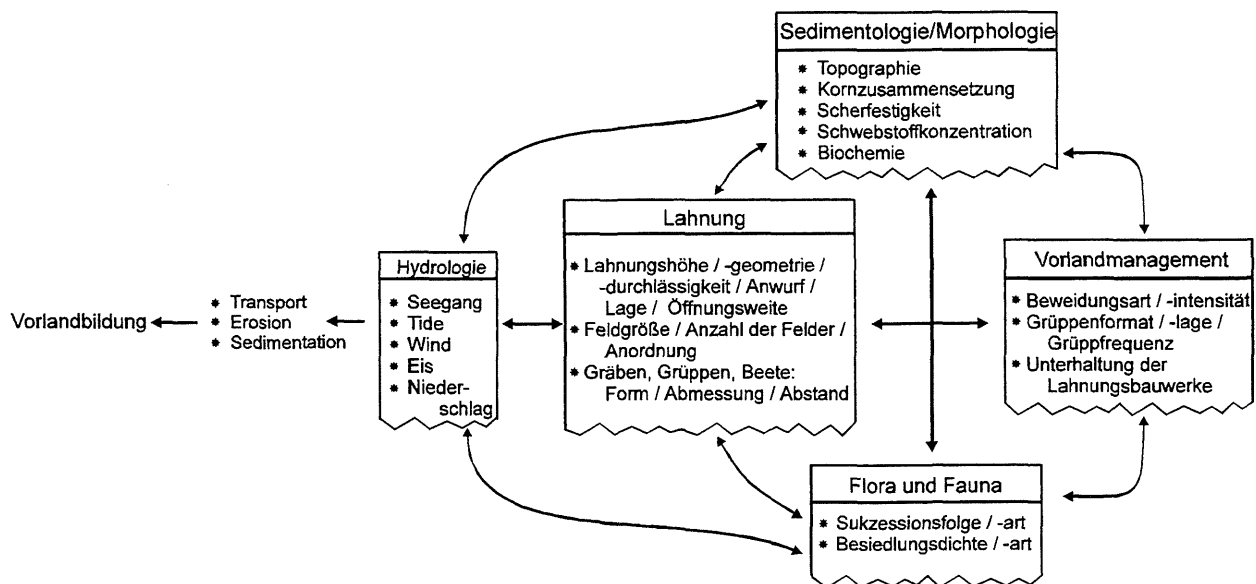 Sedimentologie/Morphologie
* Topographie
* Kornzusammensetzung
* Scherfestigkeit
* Schwebstoffkonzentration
* Biochemie
Lahnung
* Lahnungshöhe / -geometrie /
-durchlässigkeit / Anwurf /
Lage / Öffnungsweite
* Feldgröße / Anzahl der Felder /
Anordnung
* Gräben, Grüppen, Beete:
Form / Abmessung / Abstand
Vorlandmanagement
* Beweidungsart / -intensität
* Grüppenformat / -lage /
Grüppfrequenz
* Unterhaltung der
Lahnungsbauwerke
Hydrologie
* Seegang
* Tide
* Wind
* Eis
* Nieder-
schlag
* Transport
* Erosion
* Sedimentation
Vorlandbildung
Flora und Fauna
* Sukzessionsfolge / -art
* Besiedlungsdichte / -art